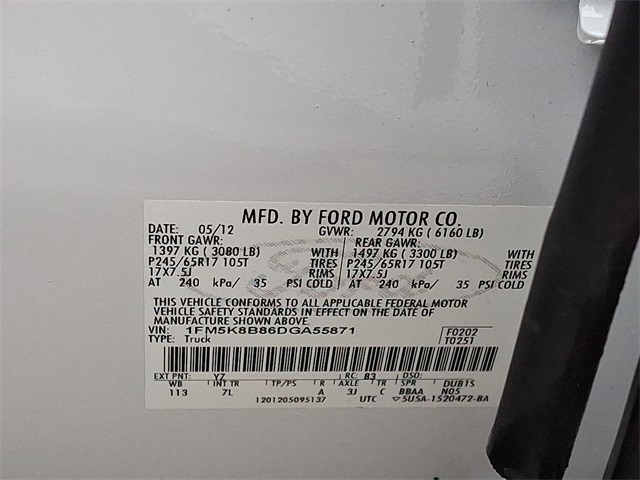 MFD. BY FORD MOTOR CO.
DATE: 05/12 GVWR: 2794 KG ( 6160 LB)
FRONT GAWR: REAR GAWR:
1397 KG ( 3080 LB) WITH 1497 KG ( 3300 LB) WITH
P245/65R17 105T TIRES P245/65R17 105T TIRES
17X7.5J RIMS 17X7.5J RIMS
AT 240 kPa/ 35 PSI COLD AT 240 kPa/ 35 PSI COLD
THIS VEHICLE CONFORMS TO ALL APPLICABLE FEDERAL MOTOR
VEHICLE SAFETY STANDARDS IN EFFECT ON THE DATE OF
MANUFACTURE SHOWN ABOVE.
VIN: 1FM5K8B86DGA55871 F0202
TYPE: Truck T0251
EXT PNT: YZ RC: B3 DSO:
WB INT TR TP/PS R AXLE TR SPR DUB1S
113 7L A 3J C BBAA N05
1201205095137 UTC 5U5A-1520472-BA
Ford